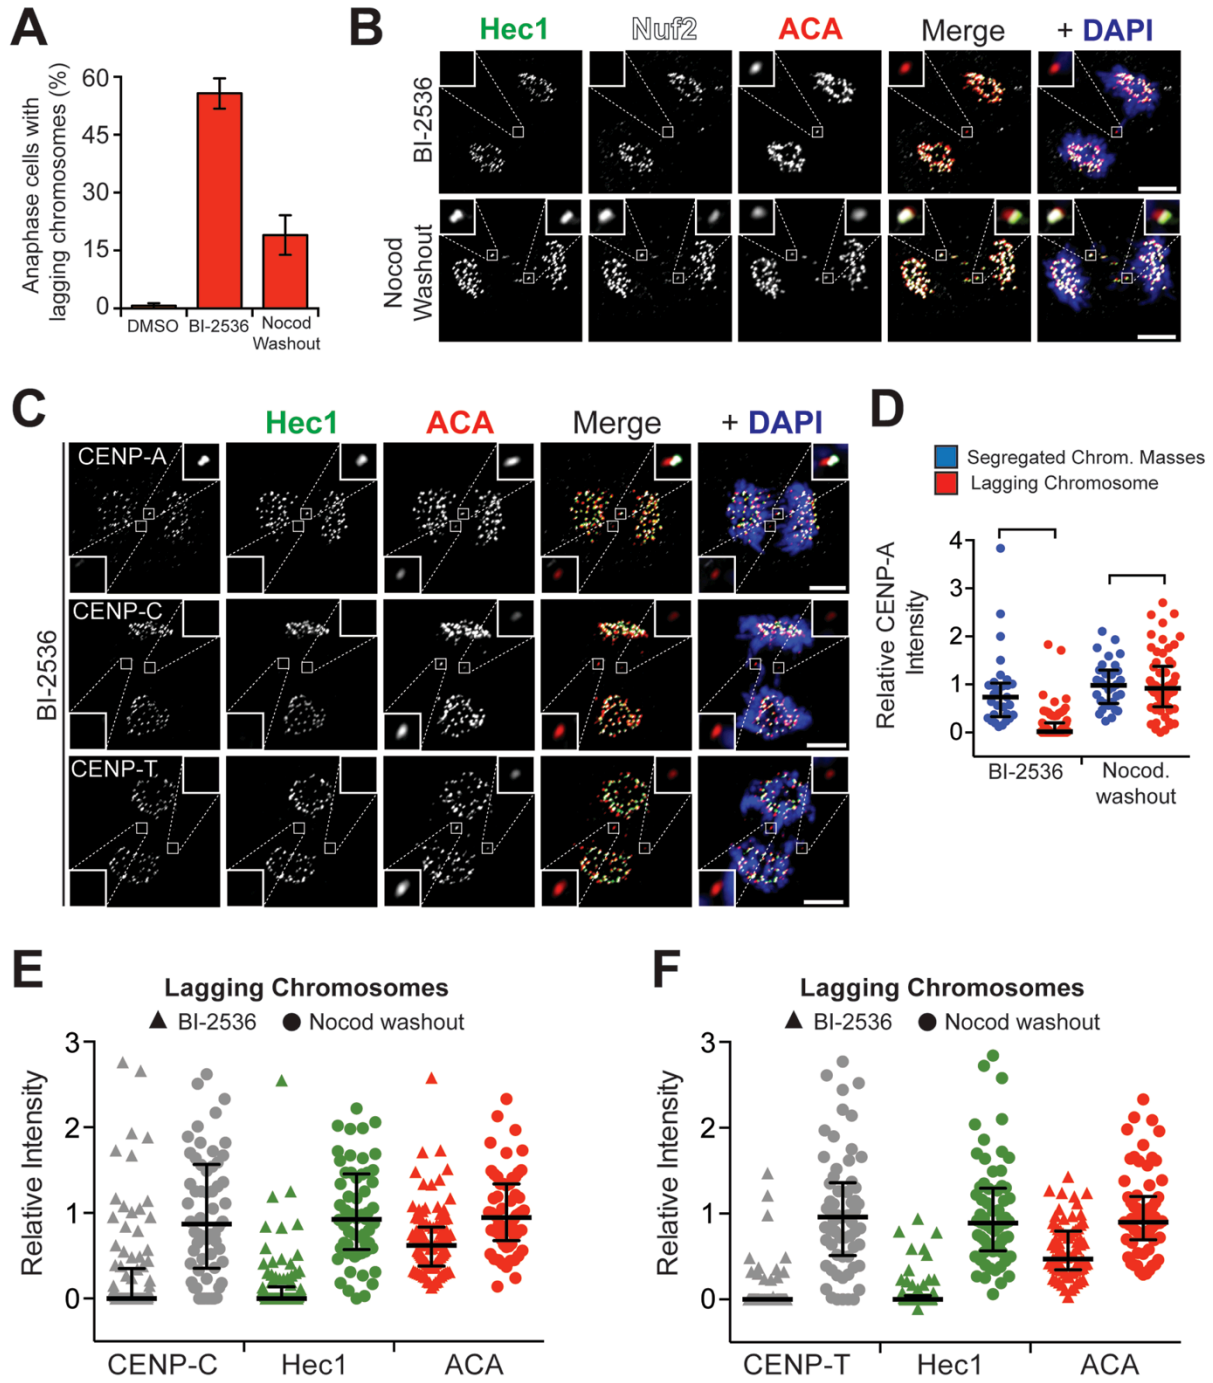 A
Anaphase cells with
lagging chromosomes (%)
60
45
30
15
0
DMSO
BI-2536
Nocod
Washout
B
Hec1
Nuf2
ACA
Merge
+ DAPI
BI-2536
Nocod
Washout
C
Hec1
ACA
Merge
+ DAPI
BI-2536
CENP-A
CENP-C
CENP-T
D
Segregated Chrom. Masses
Lagging Chromosome
Relative CENP-A
Intensity
4
3
2
1
0
BI-2536
Nocod.
washout
E
Lagging Chromosomes
BI-2536
Nocod washout
Relative Intensity
3
2
1
0
CENP-C
Hec1
ACA
F
Lagging Chromosomes
BI-2536
Nocod washout
Relative Intensity
3
2
1
0
CENP-T
Hec1
ACA